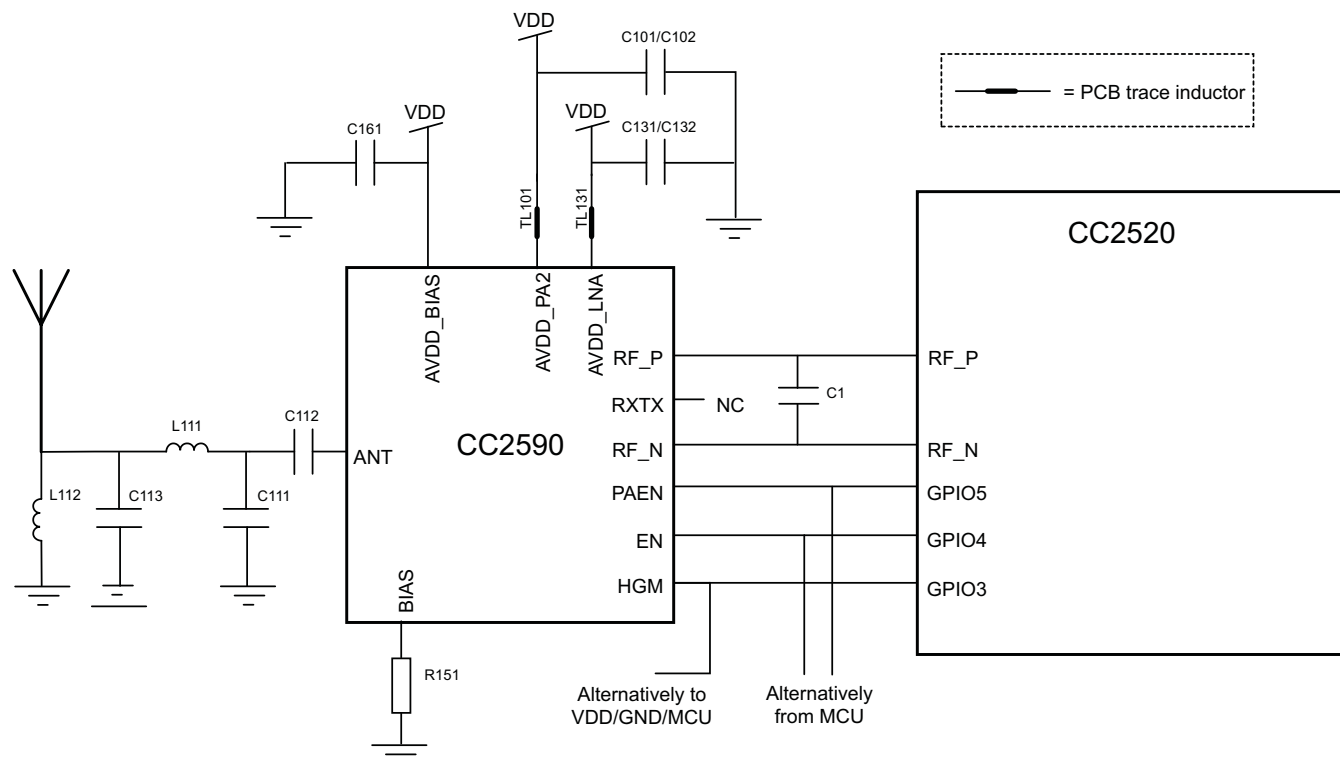 VDD
C101/C102
= PCB trace inductor
VDD
C161
VDD
C131/C132
TL101
TL131
CC2520
AVDD_BIAS
AVDD_PA2
AVDD_LNA
RF_P
RF_P
RXTX
NC
C1
CC2590
RF_N
RF_N
ANT
C112
L111
L112
C113
C111
PAEN
GPIO5
EN
GPIO4
HGM
GPIO3
BIAS
R151
Alternatively to
VDD/GND/MCU
Alternatively
from MCU